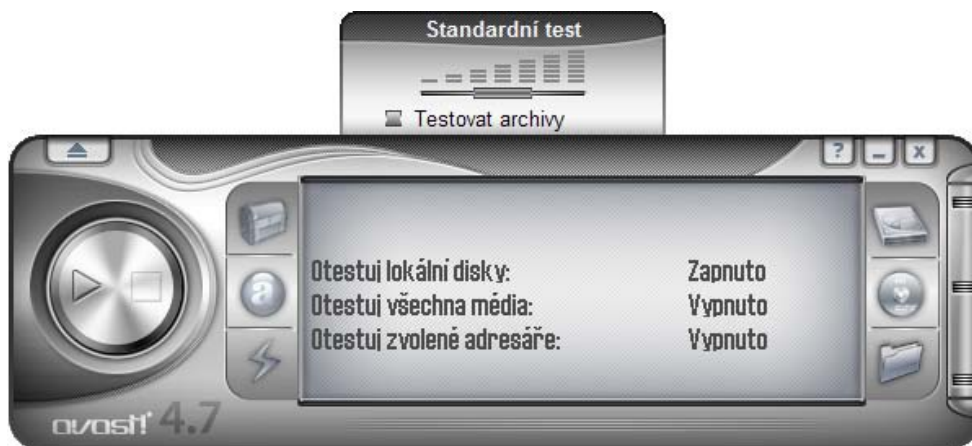 Standardní test
Testovat archivy
? _ x
a
Otestuj lokální disky: Zapnuto
Otestuj všechna média: Vypnuto
Otestuj zvolené adresáře: Vypnuto
avast! 4.7